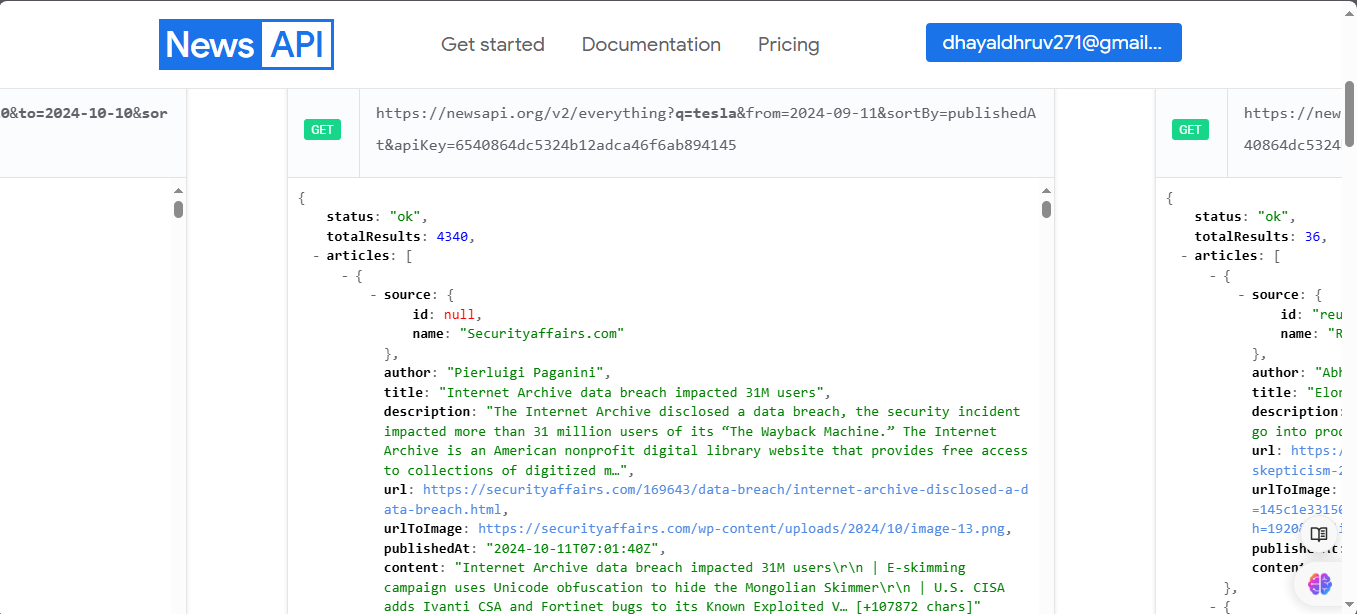 News API
Get started
Documentation
Pricing
dhayaldhruv271@gmail...
0&to=2024-10-10&sor
GET
https://newsapi.org/v2/everything?q=tesla&from=2024-09-11&sortBy=publishedA
t&apiKey=6540864dc5324b12adca46f6ab894145
{
status: "ok",
totalResults: 4340,
- articles: [
- {
- source: {
id: null,
name: "Securityaffairs.com"
},
author: "Pierluigi Paganini",
title: "Internet Archive data breach impacted 31M users",
description: "The Internet Archive disclosed a data breach, the security incident
impacted more than 31 million users of its “The Wayback Machine.” The Internet
Archive is an American nonprofit digital library website that provides free access
to collections of digitized m…",
url: https://securityaffairs.com/169643/data-breach/internet-archive-disclosed-a-d
ata-breach.html,
urlToImage: https://securityaffairs.com/wp-content/uploads/2024/10/image-13.png,
publishedAt: "2024-10-11T07:01:40Z",
content: "Internet Archive data breach impacted 31M users\r\n | E-skimming
campaign uses Unicode obfuscation to hide the Mongolian Skimmer\r\n | U.S. CISA
adds Ivanti CSA and Fortinet bugs to its Known Exploited V… [+107872 chars]"
GET
https://new
40864dc5324
{
status: "ok",
totalResults: 36,
- articles: [
- {
- source: {
id: "reu
name: "R
},
author: "Abh
title: "Elon
description:
go into prod
url: https:/
skepticism-2
urlToImage:
=145c1e33150
h=1920&
publish
content
},
- {